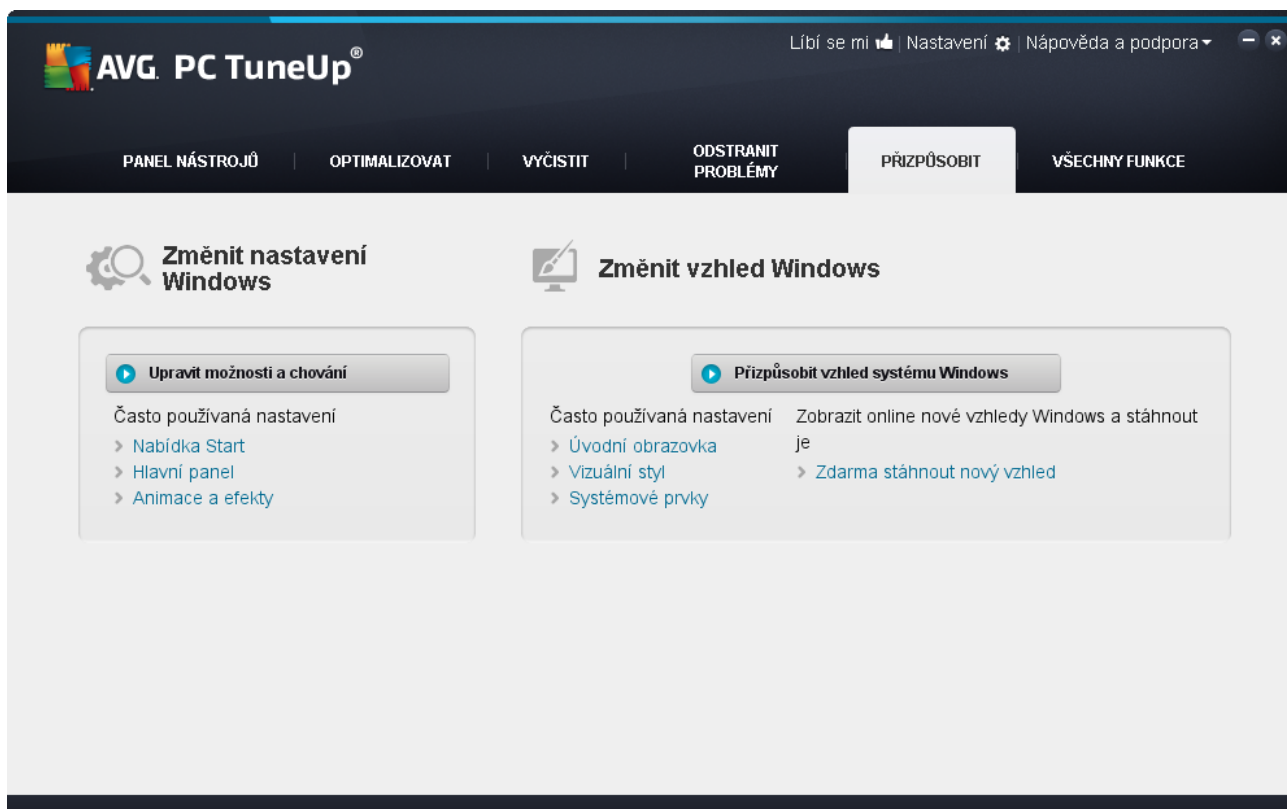 Líbí se mi | Nastavení | Nápověda a podpora
AVG. PC TuneUp®
PANEL NÁSTROJŮ | OPTIMALIZOVAT | VYČISTIT | ODSTRANIT PROBLÉMY | PŘIZPŮSOBIT | VŠECHNY FUNKCE
Změnit nastavení
Windows
Upravit možnosti a chování
Často používaná nastavení
Nabídka Start
Hlavní panel
Animace a efekty
Změnit vzhled Windows
Přizpůsobit vzhled systému Windows
Často používaná nastavení
Úvodní obrazovka
Vizuální styl
Systémové prvky
Zobrazit online nové vzhledy Windows a stáhnout
je
Zdarma stáhnout nový vzhled